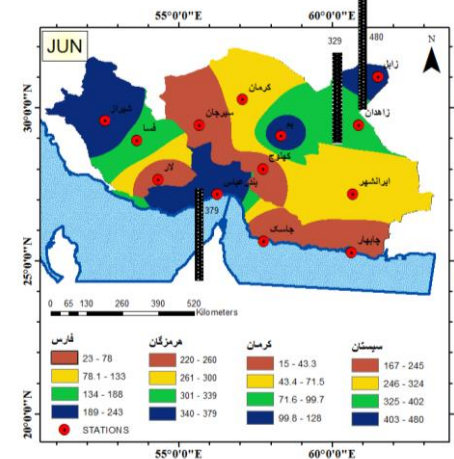 55°0'0"E 60°0'0"E
JUN
480
329
N
زابل
کرمان
شیراز
سیرجان
زاهدان
فسا
بم
کهنوج
لار
بندرعباس
ایرانشهر
379
جاسک
چابهار
30°0'0"N
25°0'0"N
20°0'0"N
0 65 130 260 390 520
Kilometers
فارس هرمزگان کرمان سیستان
23 - 78 220 - 260 15 - 43.3 167 - 245
78.1 - 133 261 - 300 43.4 - 71.5 246 - 324
134 - 188 301 - 339 71.6 - 99.7 325 - 402
189 - 243 340 - 379 99.8 - 128 403 - 480
STATIONS
55°0'0"E 60°0'0"E